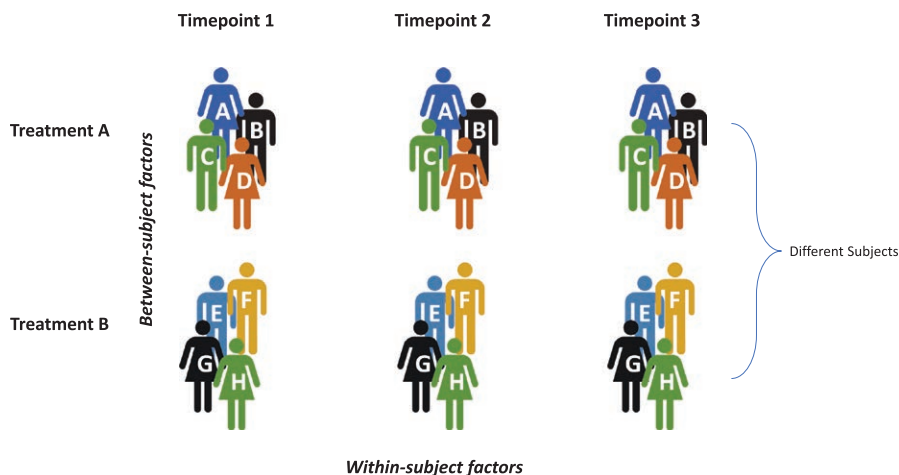 Timepoint 1
Timepoint 2
Timepoint 3
Treatment A
Between-subject factors
A
B
C
D
A
B
C
D
A
B
C
D
Different Subjects
Treatment B
E
F
G
H
E
F
G
H
E
F
G
H
Within-subject factors